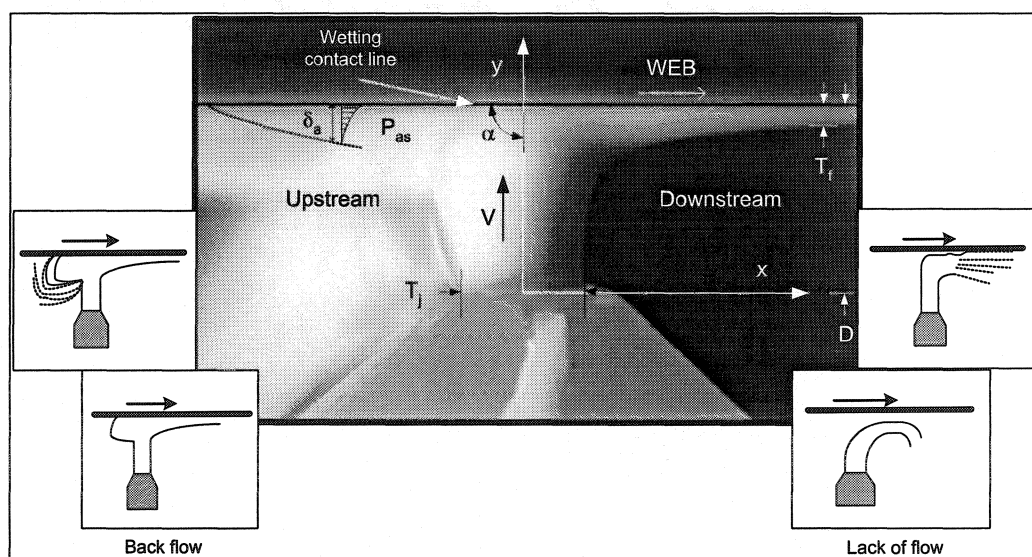 Wetting
contact line
y
WEB
δa
Pas
α
Tf
Upstream
V
Downstream
Tj
x
D
Back flow
Lack of flow